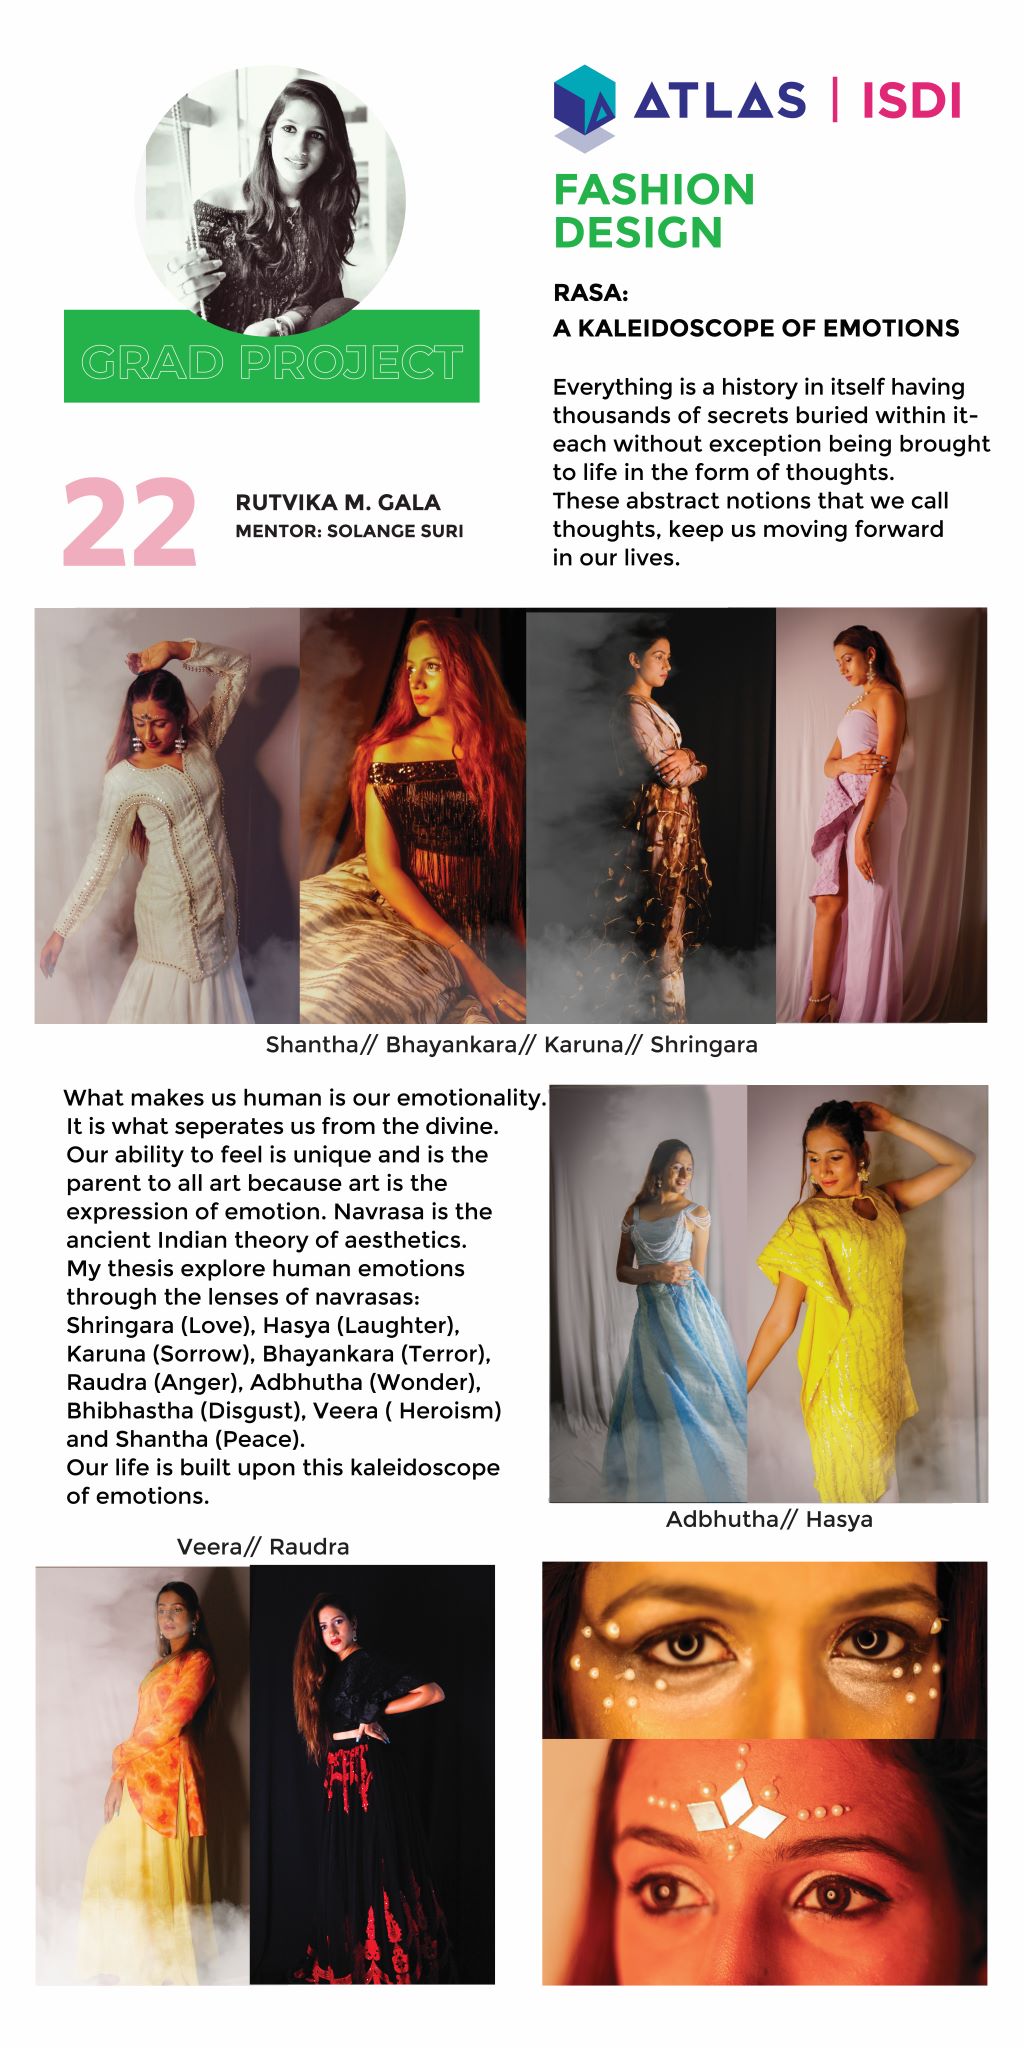 ATLAS | ISDI
FASHION
DESIGN
GRAD PROJECT
22
RUTVIKA M. GALA
MENTOR: SOLANGE SURI
RASA:
A KALEIDOSCOPE OF EMOTIONS
Everything is a history in itself having
thousands of secrets buried within it-
each without exception being brought
to life in the form of thoughts.
These abstract notions that we call
thoughts, keep us moving forward
in our lives.
Shantha// Bhayankara// Karuna// Shringara
What makes us human is our emotionality.
It is what seperates us from the divine.
Our ability to feel is unique and is the
parent to all art because art is the
expression of emotion. Navrasa is the
ancient Indian theory of aesthetics.
My thesis explore human emotions
through the lenses of navrasas:
Shringara (Love), Hasya (Laughter),
Karuna (Sorrow), Bhayankara (Terror),
Raudra (Anger), Adbhutha (Wonder),
Bhibhastha (Disgust), Veera ( Heroism)
and Shantha (Peace).
Our life is built upon this kaleidoscope
of emotions.
Adbhutha// Hasya
Veera// Raudra